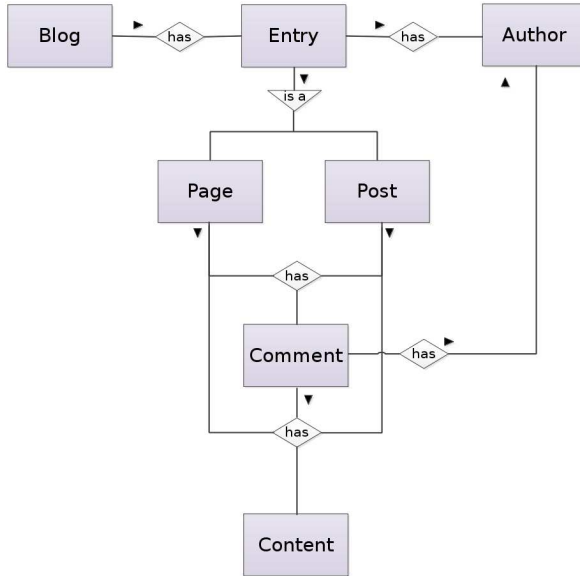 Blog
has
Entry
has
Author
is a
Page
Post
has
Comment
has
has
Content